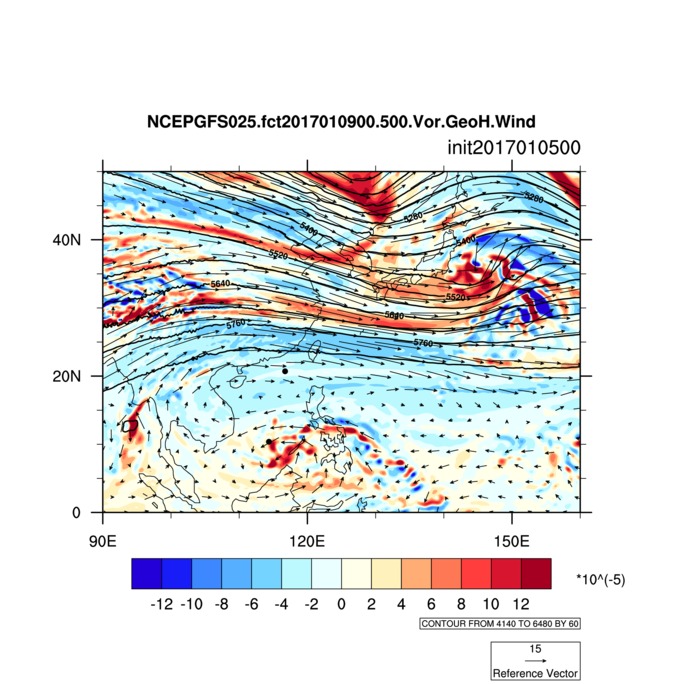 NCEPGFS025.fct2017010900.500.Vor.GeoH.Wind
init2017010500
5280
5280
5400
5400
40N
5520
5640
5520
5640
5760
5760
20N
0
90E 120E 150E
-12 -10 -8 -6 -4 -2 0 2 4 6 8 10 12
*10^(-5)
CONTOUR FROM 4140 TO 6480 BY 60
15
Reference Vector